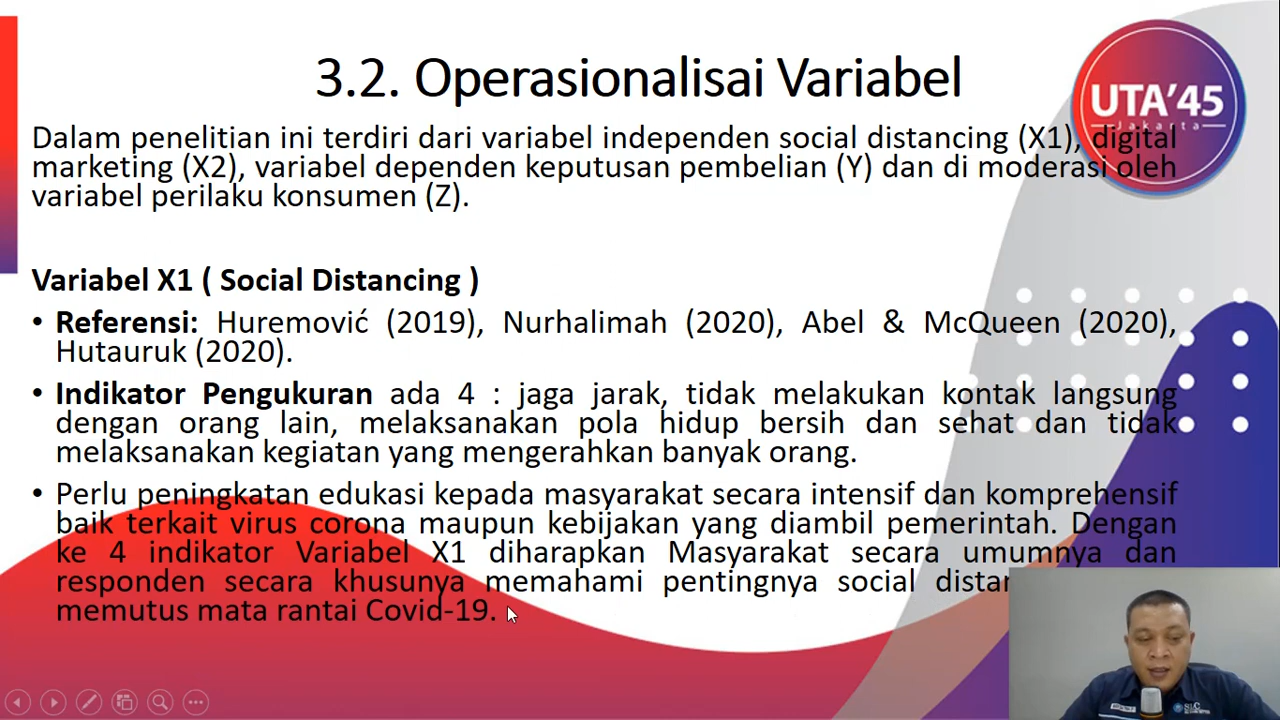 3.2. Operasionalisai Variabel
UTA'45
Jakarta
Dalam penelitian ini terdiri dari variabel independen social distancing (X1), digital
marketing (X2), variabel dependen keputusan pembelian (Y) dan di moderasi oleh
variabel perilaku konsumen (Z).
Variabel X1 ( Social Distancing )
• Referensi: Huremović (2019), Nurhalimah (2020), Abel & McQueen (2020),
Hutauruk (2020).
• Indikator Pengukuran ada 4 : jaga jarak, tidak melakukan kontak langsung
dengan orang lain, melaksanakan pola hidup bersih dan sehat dan tidak
melaksanakan kegiatan yang mengerahkan banyak orang.
• Perlu peningkatan edukasi kepada masyarakat secara intensif dan komprehensif
baik terkait virus corona maupun kebijakan yang diambil pemerintah. Dengan
ke 4 indikator Variabel X1 diharapkan Masyarakat secara umumnya dan
responden secara khusunya memahami pentingnya social
memutus mata rantai Covid-19.
SLC